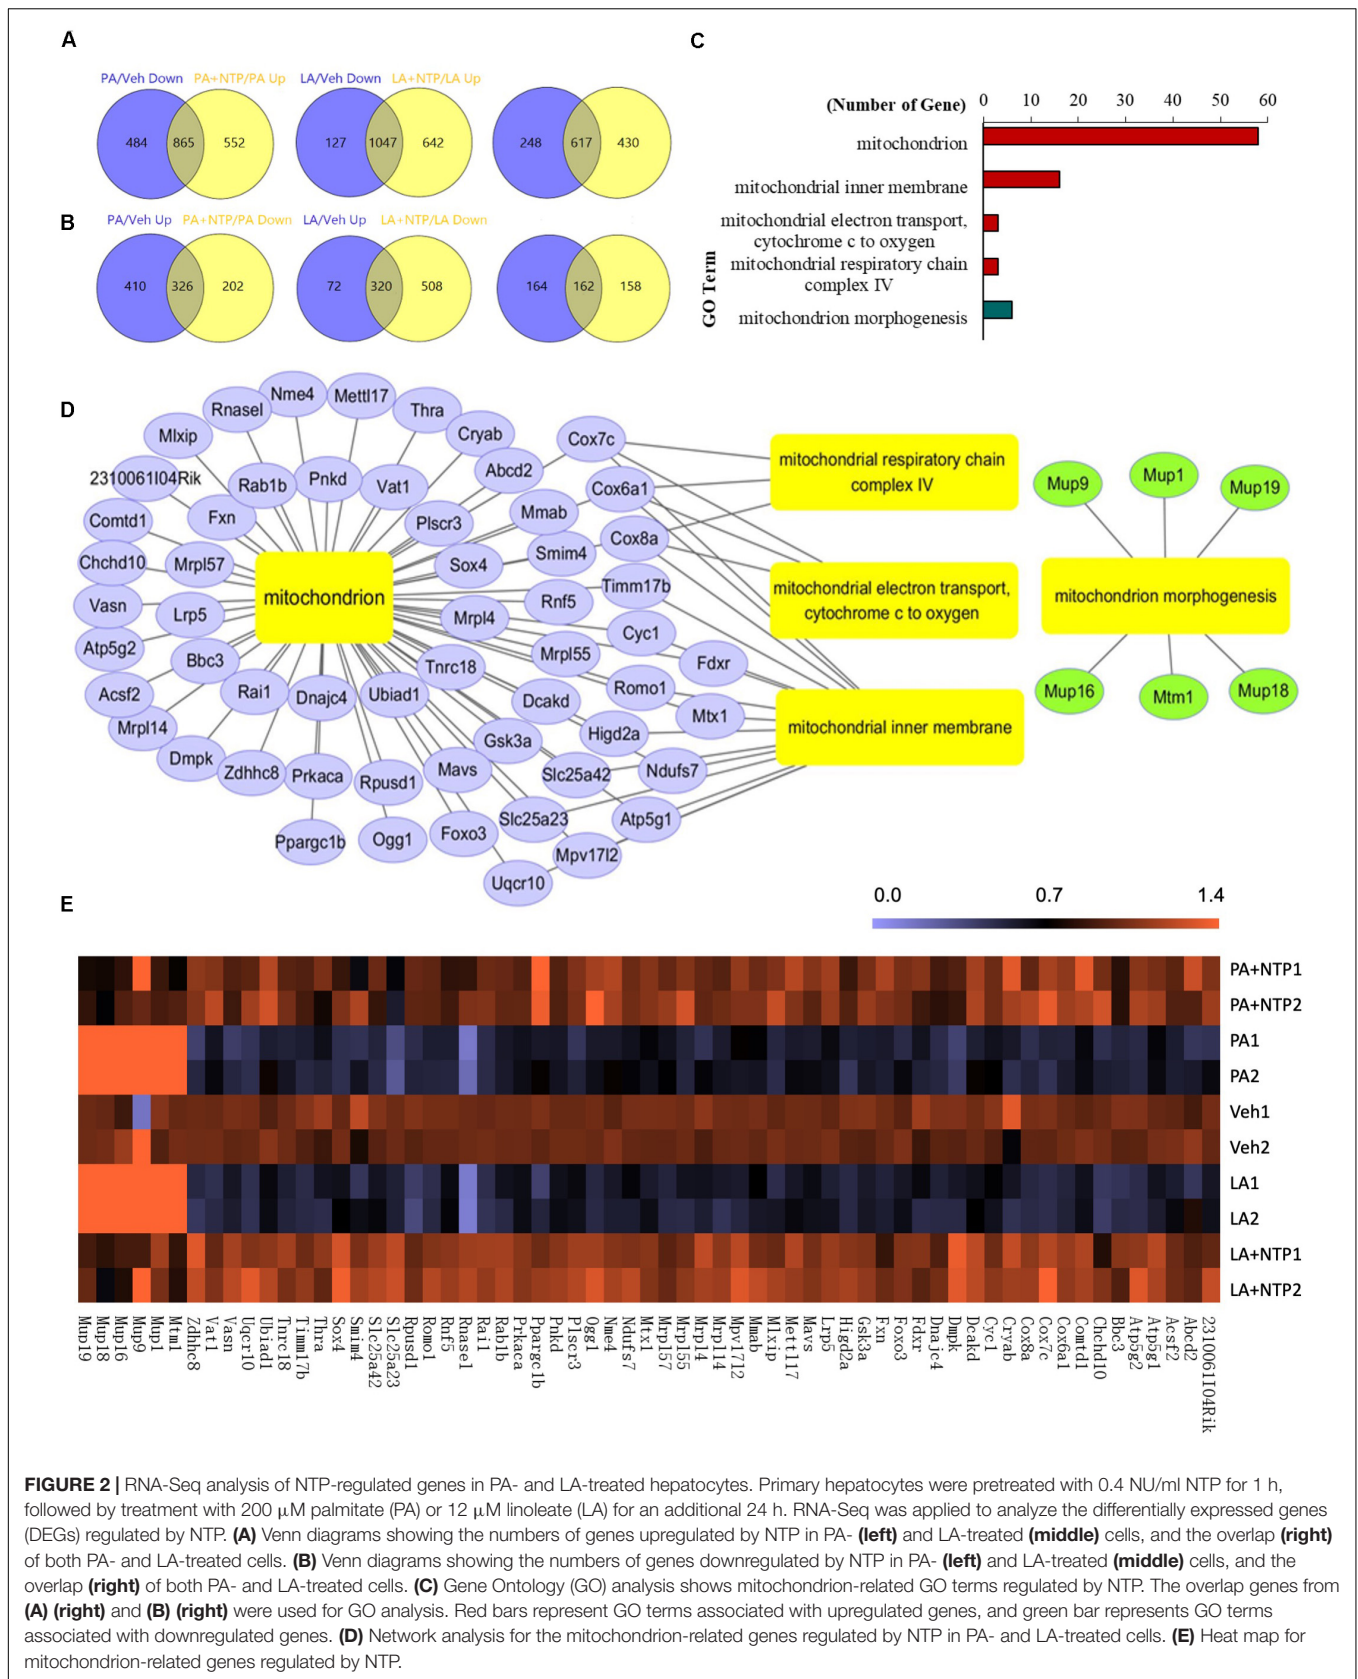 A
PA/Veh Down PA+NTP/PA Up LA/Veh Down LA+NTP/LA Up
484 865 552 127 1047 642 248 617 430
B
PA/Veh Up PA+NTP/PA Down LA/Veh Up LA+NTP/LA Down
410 326 202 72 320 508 164 162 158
C
(Number of Gene) 0 10 20 30 40 50 60
GO Term
mitochondrion
mitochondrial inner membrane
mitochondrial electron transport,
cytochrome c to oxygen
mitochondrial respiratory chain
complex IV
mitochondrion morphogenesis
D
Nme4
Mettl17
Rnasel
Thra
Mlxip
Cryab
Cox7c
2310061I04Rik
Rab1b
Pnkd
Vat1
Abcd2
Cox6a1
Comtd1
Fxn
Plscr3
Mmab
Cox8a
Chchd10
Mrpl57
Sox4
Smim4
Timm17b
Vasn
Lrp5
mitochondrion
Mrpl4
Rnf5
Cyc1
Atp5g2
Bbc3
Tnrc18
Mrpl55
Fdxr
Acsf2
Rai1
Dnajc4
Ubiad1
Dcakd
Romo1
Mtx1
Mrpl14
Gsk3a
Higd2a
Dmpk
Zdhhc8
Prkaca
Rpusd1
Mavs
Slc25a42
Ndufs7
Ppargc1b
Ogg1
Foxo3
Slc25a23
Atp5g1
Mpv17l2
Uqcr10
mitochondrial respiratory chain
complex IV
mitochondrial electron transport,
cytochrome c to oxygen
mitochondrial inner membrane
Mup9
Mup1
Mup19
mitochondrion morphogenesis
Mup16
Mtm1
Mup18
E
0.0 0.7 1.4
PA+NTP1
PA+NTP2
PA1
PA2
Veh1
Veh2
LA1
LA2
LA+NTP1
LA+NTP2
Mup19
Mup18
Mup16
Mup9
Mup1
Mtm1
Zdhhc8
Vat1
Vasn
Uqcr10
Ubiad1
Tnrc18
Timm17b
Thra
Sox4
Smim4
Slc25a42
Slc25a23
Rpusd1
Romo1
Rnf5
Rnasel
Rai1
Rab1b
Prkaca
Ppargc1b
Pnkd
Plscr3
Ogg1
Nme4
Ndufs7
Mtx1
Mrpl57
Mrpl55
Mrpl4
Mrpl14
Mpv17l2
Mmab
Mlxip
Mettl17
Mavs
Lrp5
Higd2a
Gsk3a
Fxn
Foxo3
Fdxr
Dnajc4
Dmpk
Dcakd
Cyc1
Cryab
Cox8a
Cox7c
Cox6a1
Comtd1
Chchd10
Bbc3
Atp5g2
Atp5g1
Acsf2
Abcd2
2310061I04Rik
FIGURE 2 | RNA-Seq analysis of NTP-regulated genes in PA- and LA-treated hepatocytes. Primary hepatocytes were pretreated with 0.4 NU/ml NTP for 1 h,
followed by treatment with 200 μM palmitate (PA) or 12 μM linoleate (LA) for an additional 24 h. RNA-Seq was applied to analyze the differentially expressed genes
(DEGs) regulated by NTP. (A) Venn diagrams showing the numbers of genes upregulated by NTP in PA- (left) and LA-treated (middle) cells, and the overlap (right)
of both PA- and LA-treated cells. (B) Venn diagrams showing the numbers of genes downregulated by NTP in PA- (left) and LA-treated (middle) cells, and the
overlap (right) of both PA- and LA-treated cells. (C) Gene Ontology (GO) analysis shows mitochondrion-related GO terms regulated by NTP. The overlap genes from
(A) (right) and (B) (right) were used for GO analysis. Red bars represent GO terms associated with upregulated genes, and green bar represents GO terms
associated with downregulated genes. (D) Network analysis for the mitochondrion-related genes regulated by NTP in PA- and LA-treated cells. (E) Heat map for
mitochondrion-related genes regulated by NTP.